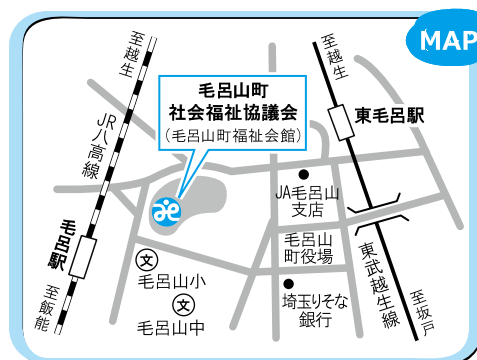 MAP
至越生
JR八高線
毛呂駅
至飯能
毛呂山町
社会福祉協議会
(毛呂山町福祉会館)
至越生
東毛呂駅
JA毛呂山
支店
毛呂山
町役場
埼玉りそな
銀行
東武越生線
至坂戸
文
毛呂山小
文
毛呂山中